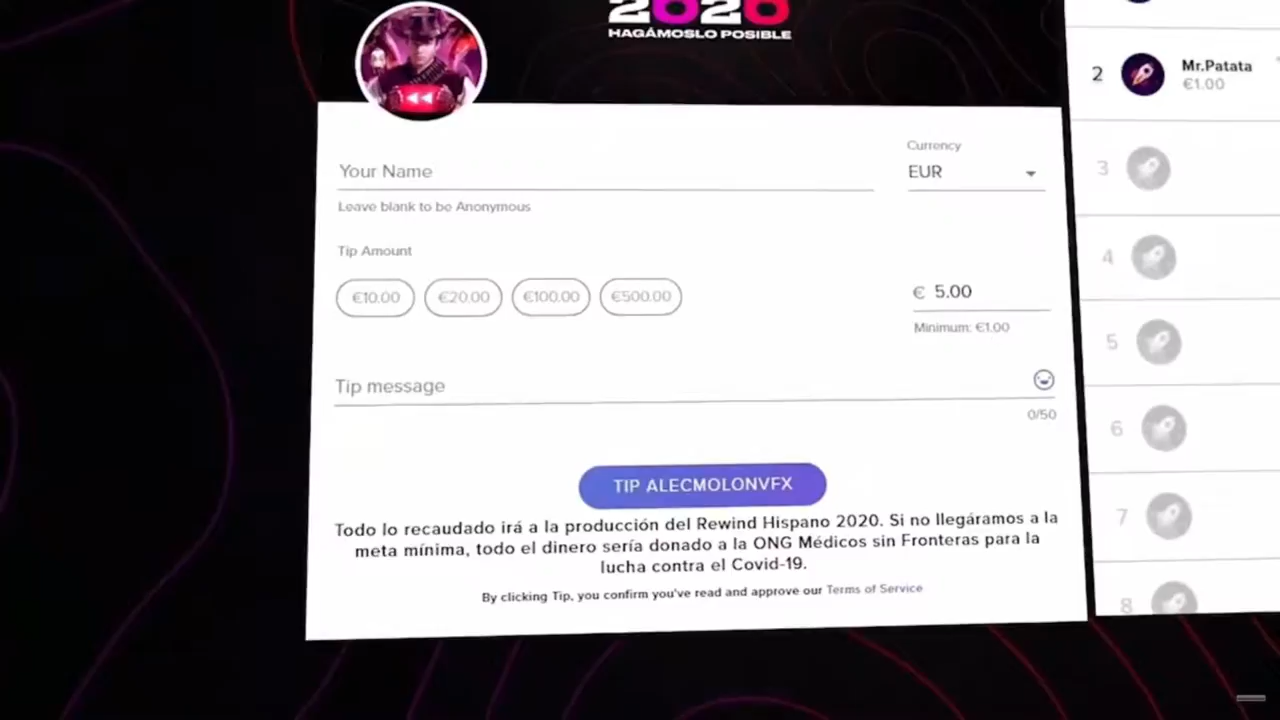 2020
HAGÁMOSLO POSIBLE
Your Name
Leave blank to be Anonymous
Currency
EUR
Tip Amount
€10.00
€20.00
€100.00
€500.00
€ 5.00
Minimum: €1.00
Tip message
0/50
TIP ALECMOLONVFX
Todo lo recaudado irá a la producción del Rewind Hispano 2020. Si no llegáramos a la
meta mínima, todo el dinero sería donado a la ONG Médicos sin Fronteras para la
lucha contra el Covid-19.
By clicking Tip, you confirm you've read and approve our Terms of Service
2
Mr.Patata
€1.00
3
4
5
6
7
8